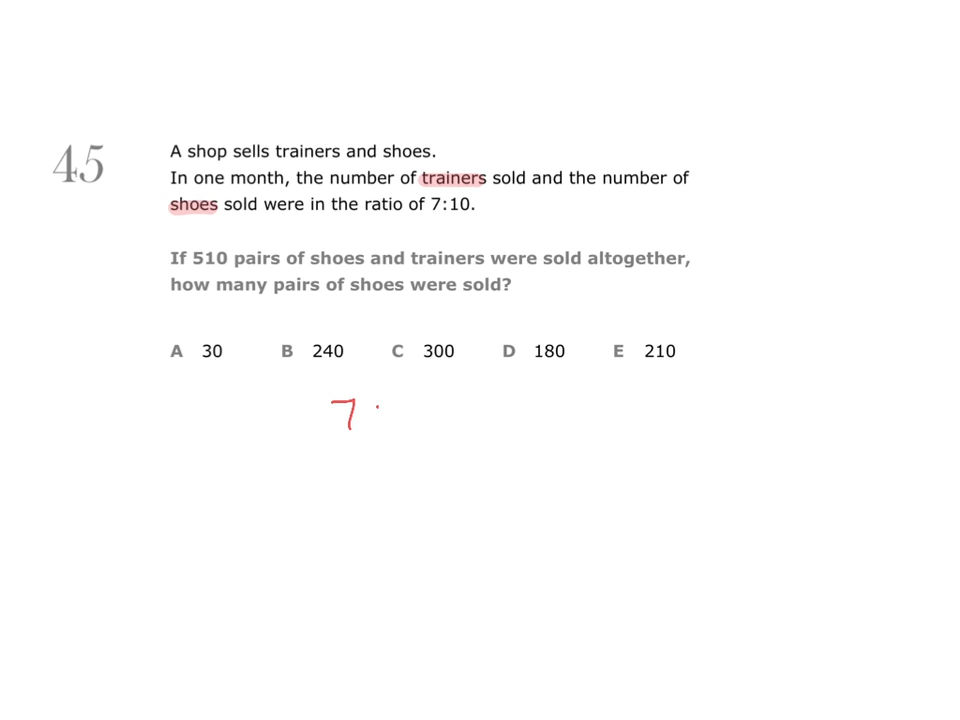 45
A shop sells trainers and shoes.
In one month, the number of trainers sold and the number of
shoes sold were in the ratio of 7:10.
If 510 pairs of shoes and trainers were sold altogether,
how many pairs of shoes were sold?
A 30 B 240 C 300 D 180 E 210
7 ·